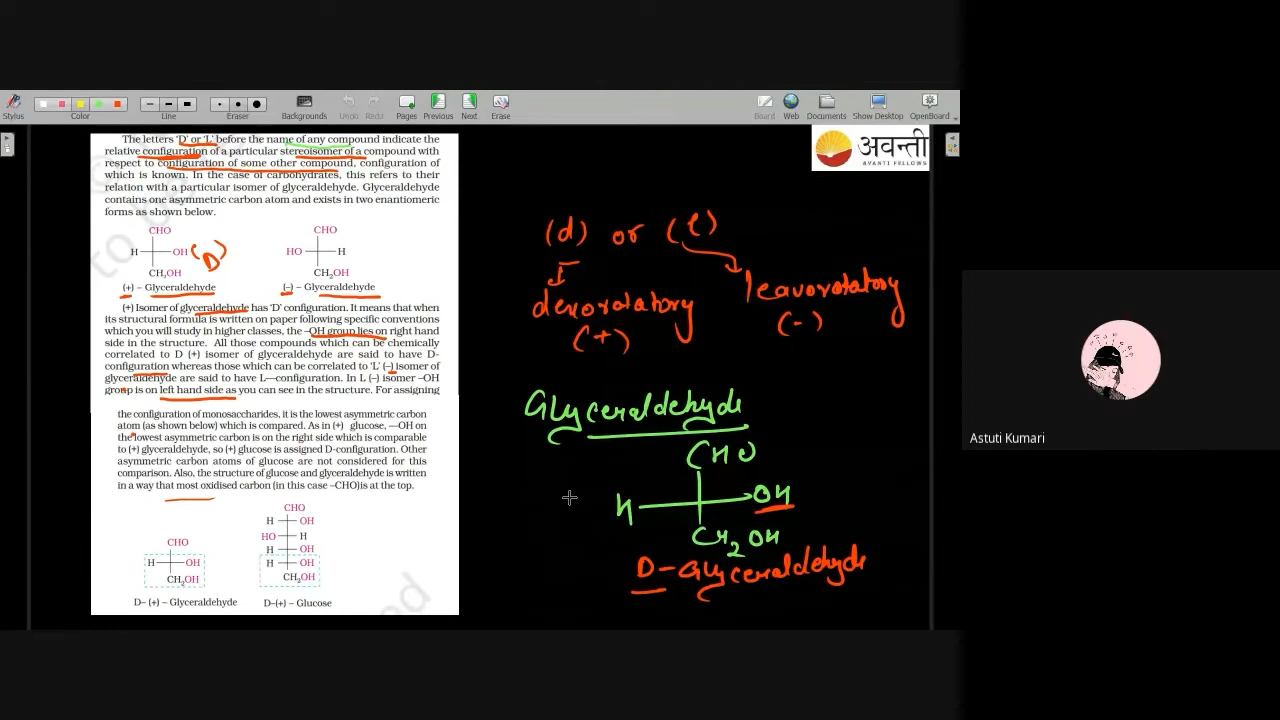 Stylus
Color
Line
Eraser
Backgrounds
Undo
Redo
Pages
Previous
Next
Erase
Board
Web
Documents
Show Desktop
OpenBoard
अवन्ती
AVANTI FELLOWS
The letters 'D' or 'L' before the name of any compound indicate the
relative configuration of a particular stereoisomer of a compound with
respect to configuration of some other compound, configuration of
which is known. In the case of carbohydrates, this refers to their
relation with a particular isomer of glyceraldehyde. Glyceraldehyde
contains one asymmetric carbon atom and exists in two enantiomeric
forms as shown below.
CHO
H OH (D)
CH2OH
(+) – Glyceraldehyde
CHO
HO H
CH2OH
(–) – Glyceraldehyde
(+) Isomer of glyceraldehyde has 'D' configuration. It means that when
its structural formula is written on paper following specific conventions
which you will study in higher classes, the –OH group lies on right hand
side in the structure. All those compounds which can be chemically
correlated to D (+) isomer of glyceraldehyde are said to have D-
configuration whereas those which can be correlated to 'L' (–) isomer of
glyceraldehyde are said to have L—configuration. In L (–) isomer –OH
group is on left hand side as you can see in the structure. For assigning
the configuration of monosaccharides, it is the lowest asymmetric carbon
atom (as shown below) which is compared. As in (+) glucose, —OH on
the lowest asymmetric carbon is on the right side which is comparable
to (+) glyceraldehyde, so (+) glucose is assigned D-configuration. Other
asymmetric carbon atoms of glucose are not considered for this
comparison. Also, the structure of glucose and glyceraldehyde is written
in a way that most oxidised carbon (in this case –CHO)is at the top.
CHO
H OH
CH2OH
D– (+) – Glyceraldehyde
CHO
H OH
HO H
H OH
H OH
CH2OH
D–(+) – Glucose
(d) or (l)
dexorotatory
(+)
leavorotatory
(-)
Glyceraldehyde
CHO
H OH
CH2OH
D-Glyceraldehyde
Astuti Kumari